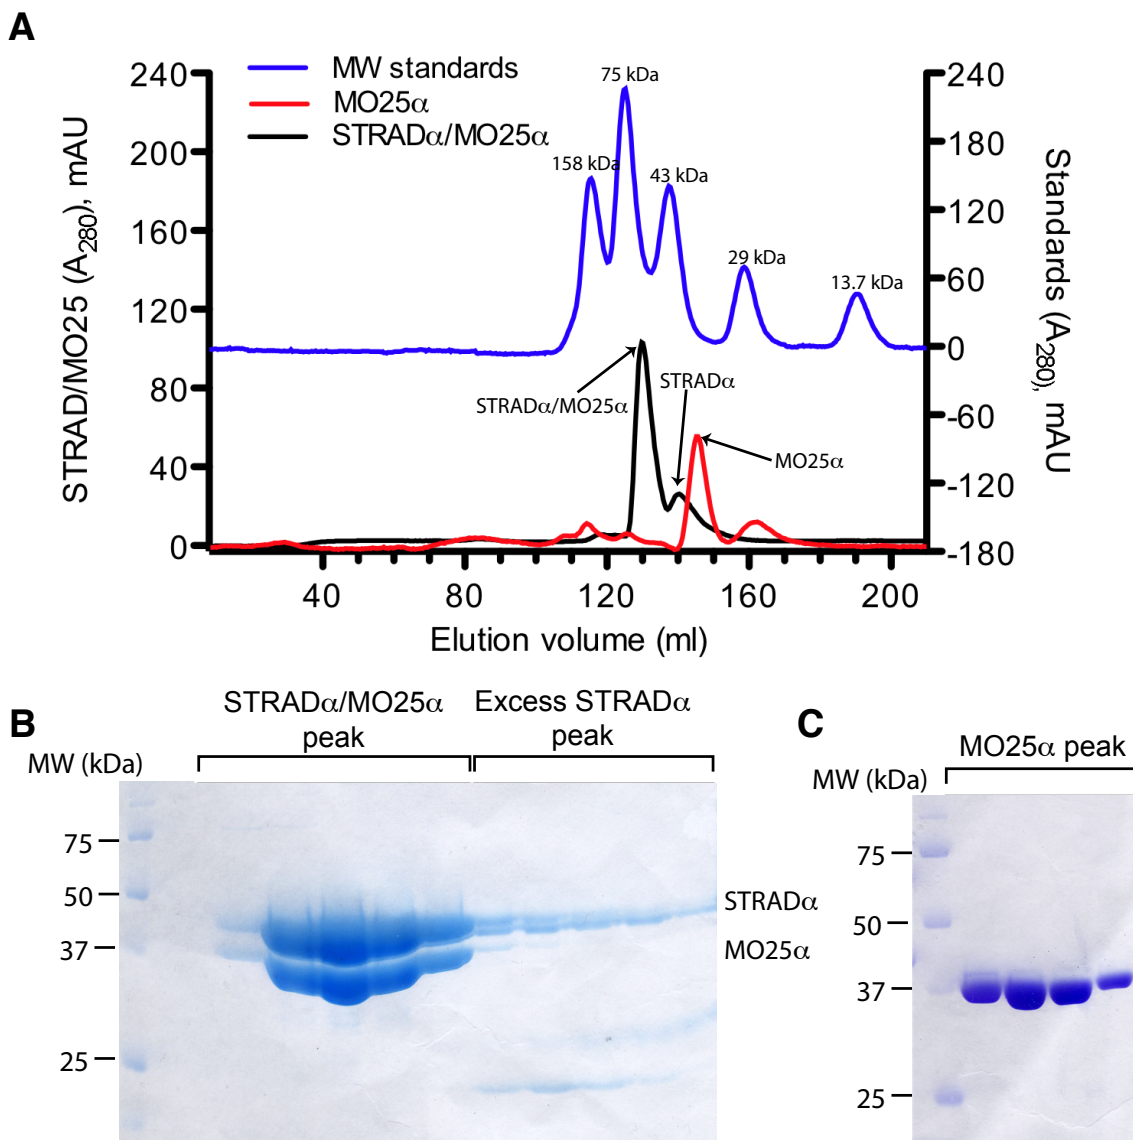 A
MW standards
MO25α
STRADα/MO25α
240
200
160
120
80
40
0
STRAD/MO25 (A280), mAU
240
180
120
60
0
-60
-120
-180
Standards (A280), mAU
75 kDa
158 kDa
43 kDa
29 kDa
13.7 kDa
STRADα
STRADα/MO25α
MO25α
40 80 120 160 200
Elution volume (ml)
B
STRADα/MO25α
peak
Excess STRADα
peak
MW (kDa)
75
50
37
25
STRADα
MO25α
C
MO25α peak
MW (kDa)
75
50
37
25